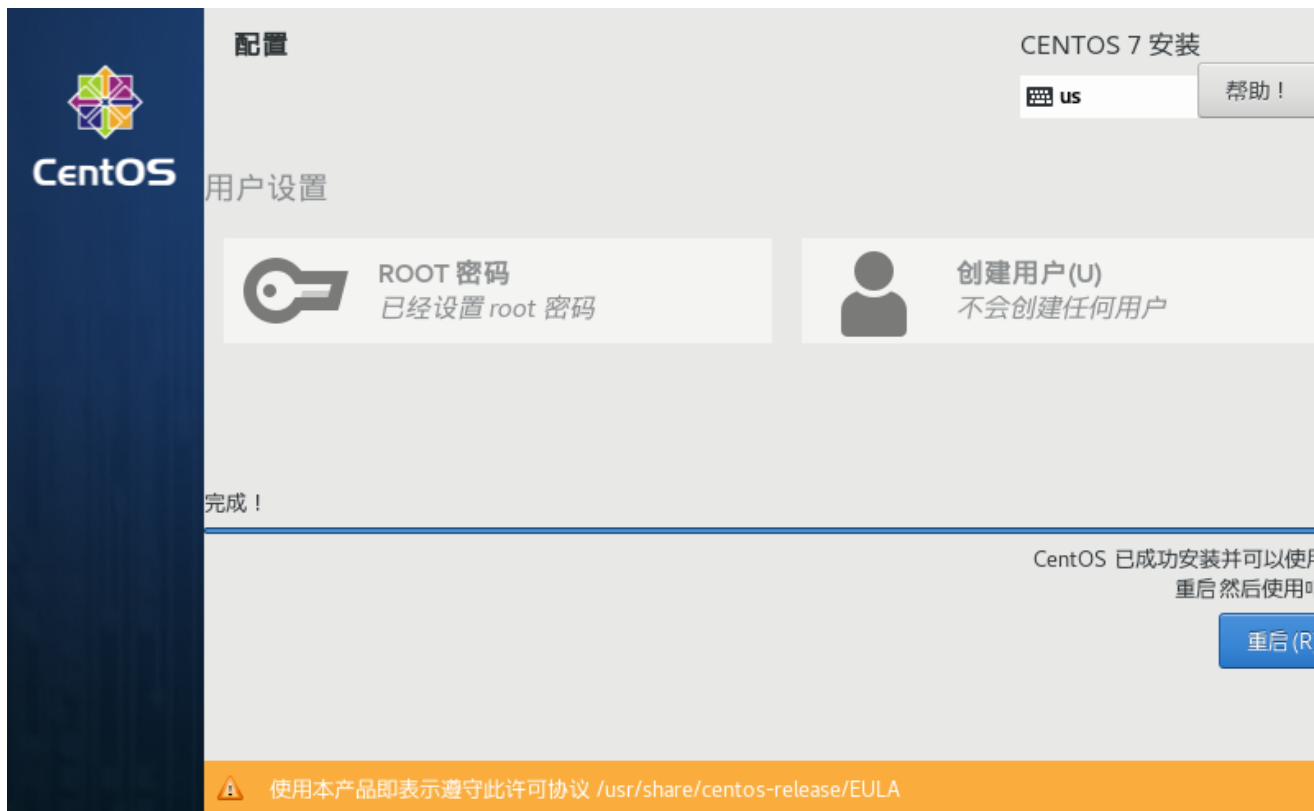 配置
CENTOS 7 安装
us
帮助！
CentOS
用户设置
ROOT 密码
已经设置 root 密码
创建用户(U)
不会创建任何用户
完成！
CentOS 已成功安装并可以使用
重启然后使用
重启(R
使用本产品即表示遵守此许可协议 /usr/share/centos-release/EULA